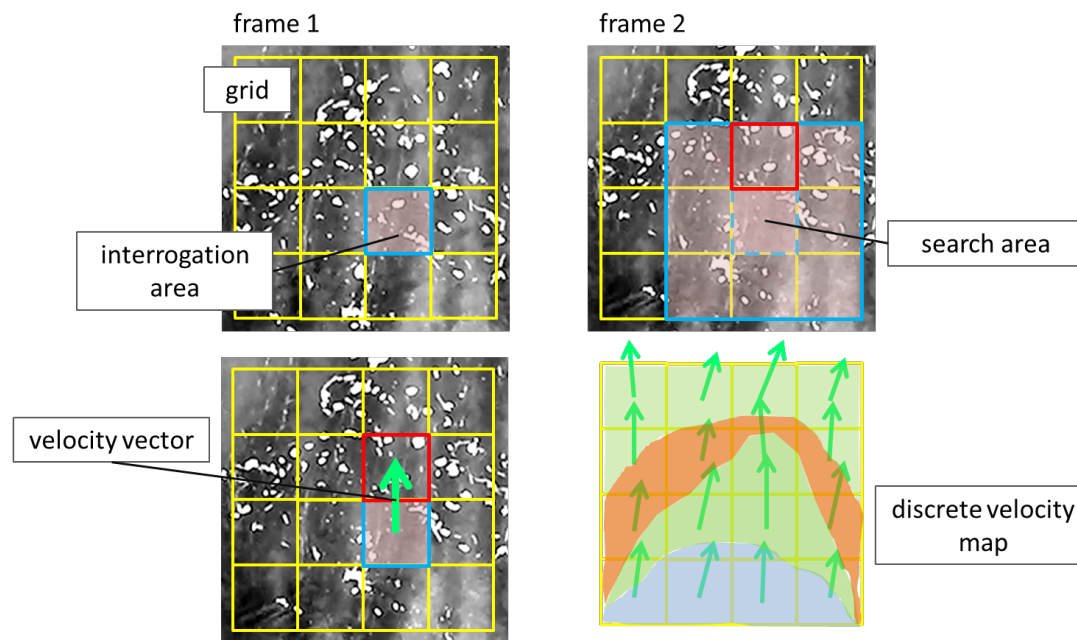 frame 1
frame 2
grid
interrogation
area
search area
velocity vector
discrete velocity
map